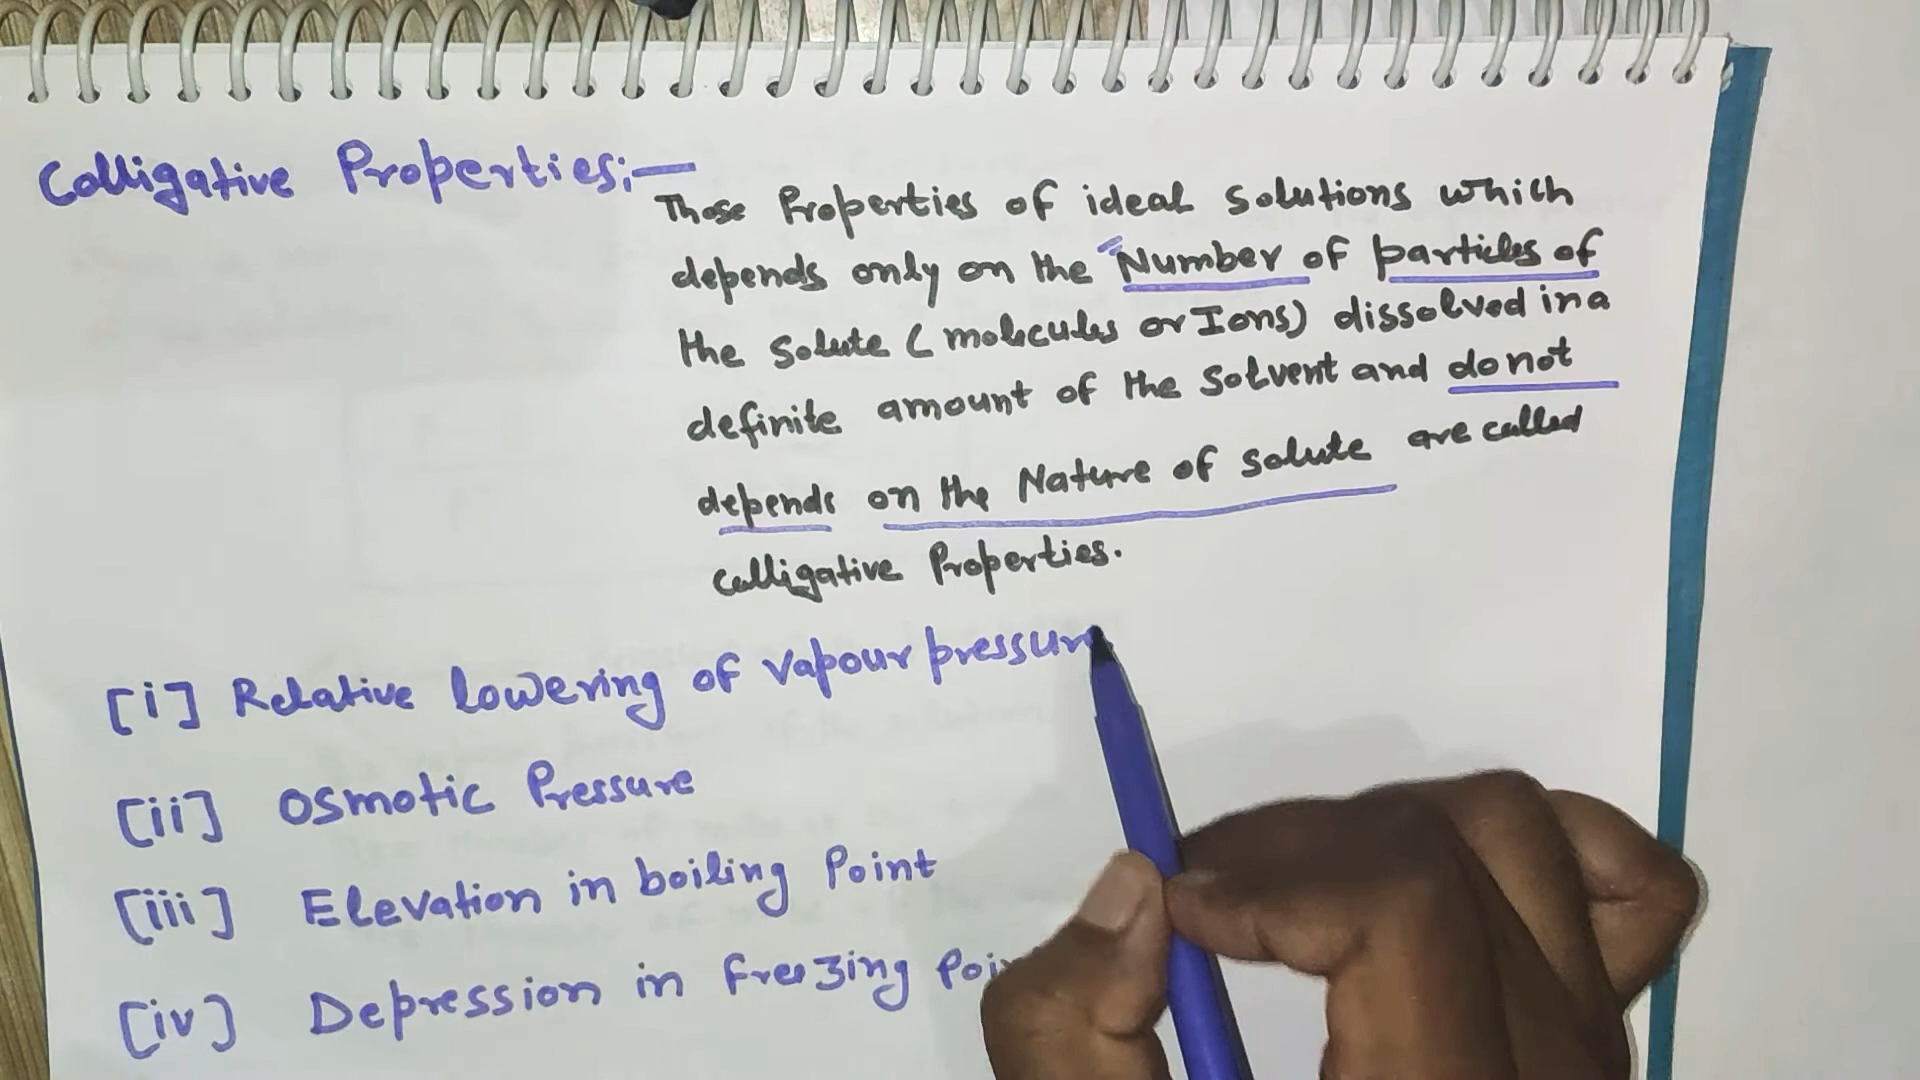 Colligative Properties:—
Those Properties of ideal solutions which
depends only on the "Number of particles of
the solute (molecules or Ions) dissolved in a
definite amount of the solvent and do not
depends on the Nature of solute are called
colligative Properties.
[i] Relative lowering of vapour pressure
[ii] Osmotic Pressure
[iii] Elevation in boiling Point
[iv] Depression in freezing